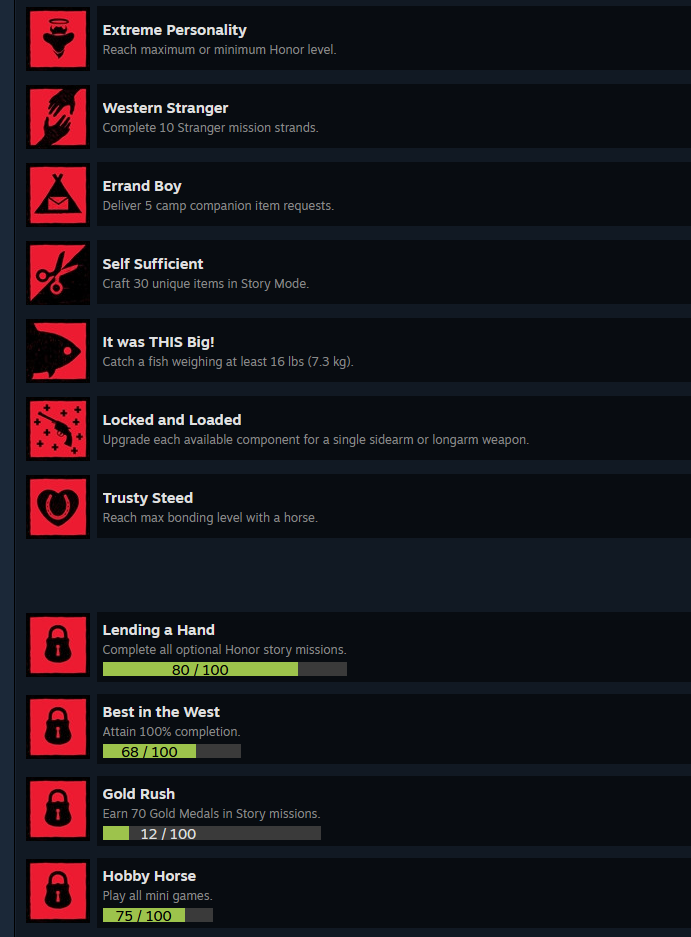 Extreme Personality
Reach maximum or minimum Honor level.
Western Stranger
Complete 10 Stranger mission strands.
Errand Boy
Deliver 5 camp companion item requests.
Self Sufficient
Craft 30 unique items in Story Mode.
It was THIS Big!
Catch a fish weighing at least 16 lbs (7.3 kg).
Locked and Loaded
Upgrade each available component for a single sidearm or longarm weapon.
Trusty Steed
Reach max bonding level with a horse.
Lending a Hand
Complete all optional Honor story missions.
80 / 100
Best in the West
Attain 100% completion.
68 / 100
Gold Rush
Earn 70 Gold Medals in Story missions.
12 / 100
Hobby Horse
Play all mini games.
75 / 100